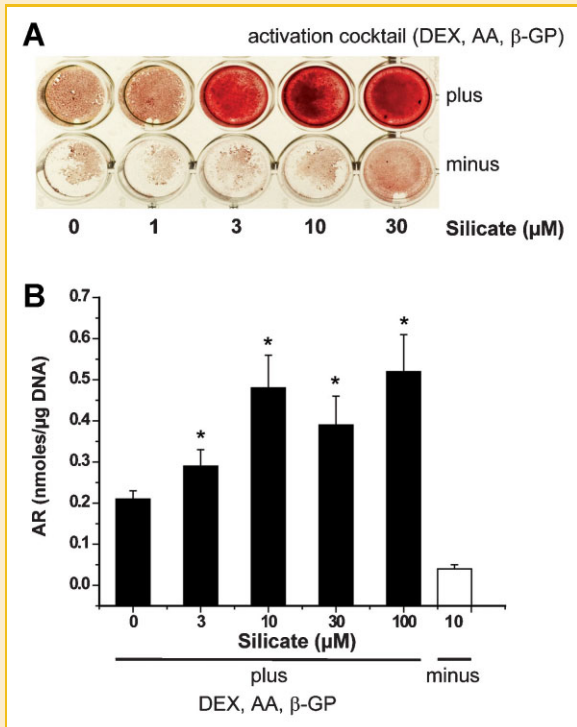 A
activation cocktail (DEX, AA, β-GP)
plus
minus
0 1 3 10 30 Silicate (µM)
B
AR (nmoles/µg DNA)
0.7
0.6
0.5
0.4
0.3
0.2
0.1
0.0
* * * *
0 3 10 30 100 10
Silicate (µM)
plus minus
DEX, AA, β-GP